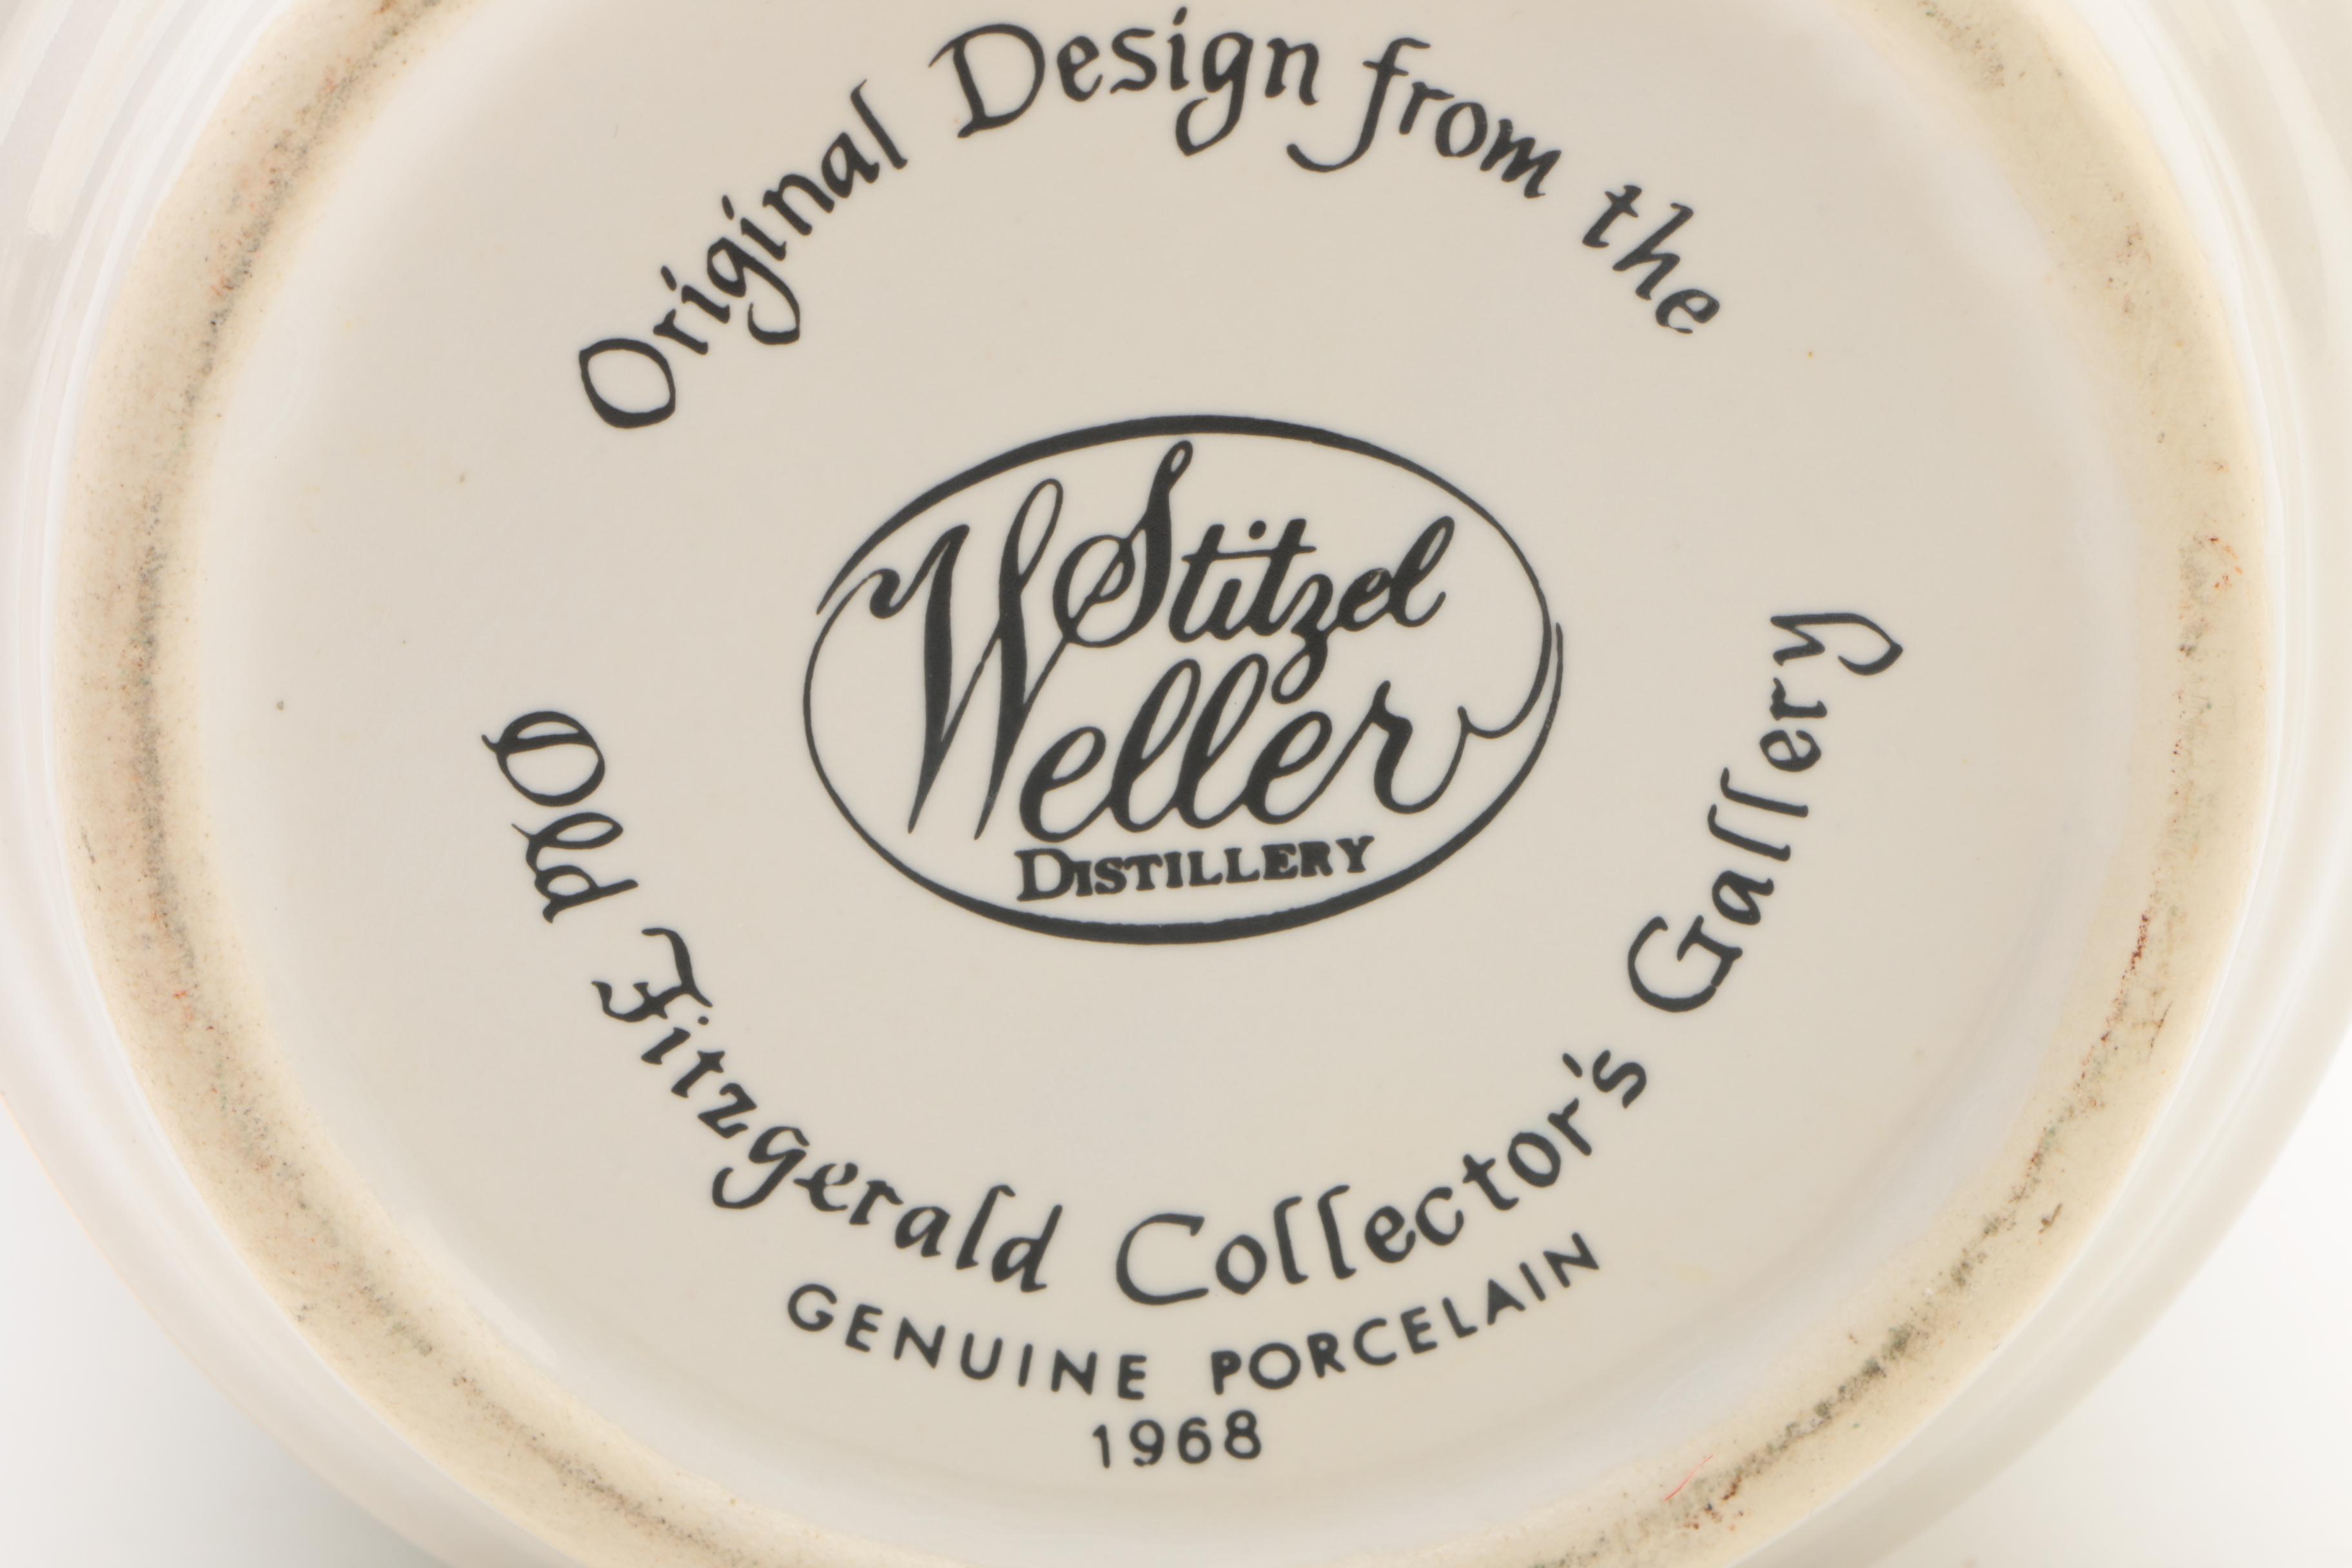 Original Design from the
Stitzel
Weller
DISTILLERY
Old Fitzgerald Collector's Gallery
GENUINE PORCELAIN
1968